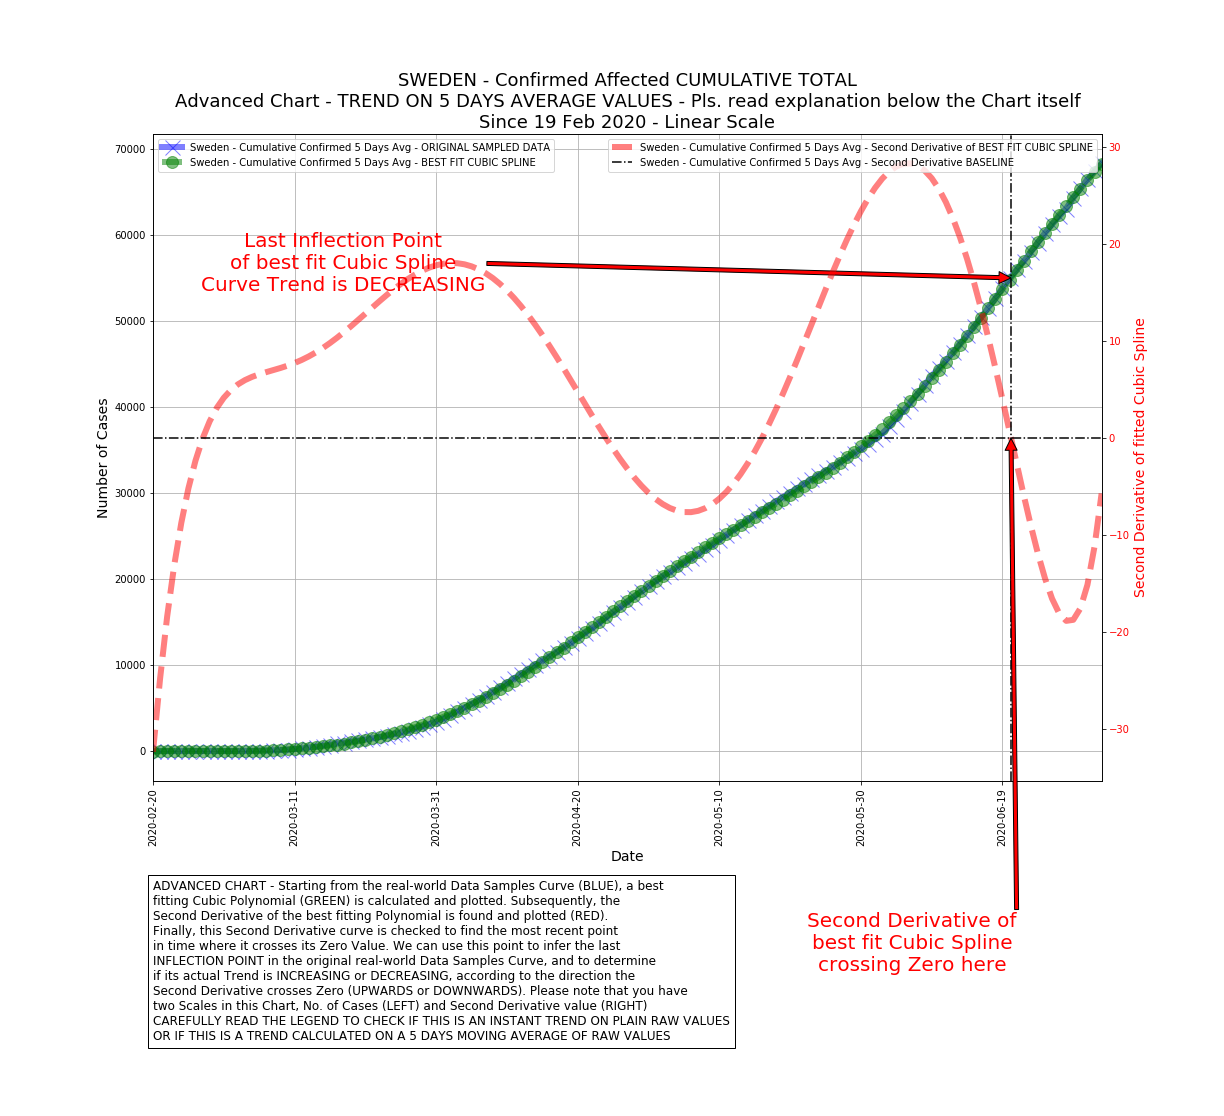 SWEDEN - Confirmed Affected CUMULATIVE TOTAL
Advanced Chart - TREND ON 5 DAYS AVERAGE VALUES - Pls. read explanation below the Chart itself
Since 19 Feb 2020 - Linear Scale
Sweden - Cumulative Confirmed 5 Days Avg - ORIGINAL SAMPLED DATA
Sweden - Cumulative Confirmed 5 Days Avg - BEST FIT CUBIC SPLINE
Sweden - Cumulative Confirmed 5 Days Avg - Second Derivative of BEST FIT CUBIC SPLINE
Sweden - Cumulative Confirmed 5 Days Avg - Second Derivative BASELINE
Last Inflection Point
of best fit Cubic Spline
Curve Trend is DECREASING
Number of Cases
70000
60000
50000
40000
30000
20000
10000
0
30
20
10
0
−10
−20
−30
Second Derivative of fitted Cubic Spline
2020-02-20
2020-03-11
2020-03-31
2020-04-20
2020-05-10
2020-05-30
2020-06-19
Date
ADVANCED CHART - Starting from the real-world Data Samples Curve (BLUE), a best
fitting Cubic Polynomial (GREEN) is calculated and plotted. Subsequently, the
Second Derivative of the best fitting Polynomial is found and plotted (RED).
Finally, this Second Derivative curve is checked to find the most recent point
in time where it crosses its Zero Value. We can use this point to infer the last
INFLECTION POINT in the original real-world Data Samples Curve, and to determine
if its actual Trend is INCREASING or DECREASING, according to the direction the
Second Derivative crosses Zero (UPWARDS or DOWNWARDS). Please note that you have
two Scales in this Chart, No. of Cases (LEFT) and Second Derivative value (RIGHT)
CAREFULLY READ THE LEGEND TO CHECK IF THIS IS AN INSTANT TREND ON PLAIN RAW VALUES
OR IF THIS IS A TREND CALCULATED ON A 5 DAYS MOVING AVERAGE OF RAW VALUES
Second Derivative of
best fit Cubic Spline
crossing Zero here